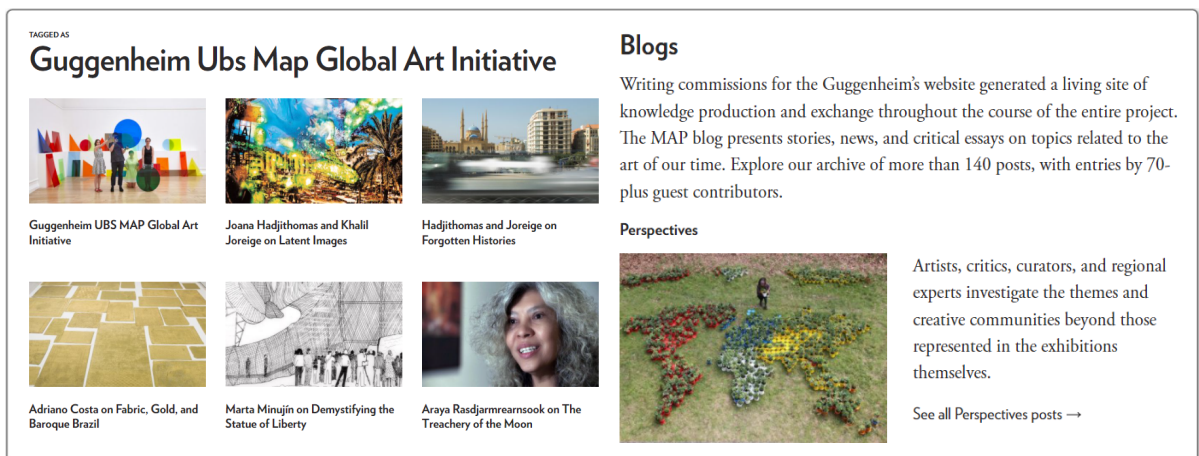 TAGGED AS
Guggenheim Ubs Map Global Art Initiative
Guggenheim UBS MAP Global Art
Initiative
Joana Hadjithomas and Khalil
Joreige on Latent Images
Hadjithomas and Joreige on
Forgotten Histories
Adriano Costa on Fabric, Gold, and
Baroque Brazil
Marta Minujín on Demystifying the
Statue of Liberty
Araya Rasdjarmrearnsook on The
Treachery of the Moon
Blogs
Writing commissions for the Guggenheim’s website generated a living site of
knowledge production and exchange throughout the course of the entire project.
The MAP blog presents stories, news, and critical essays on topics related to the
art of our time. Explore our archive of more than 140 posts, with entries by 70-
plus guest contributors.
Perspectives
Artists, critics, curators, and regional
experts investigate the themes and
creative communities beyond those
represented in the exhibitions
themselves.
See all Perspectives posts →